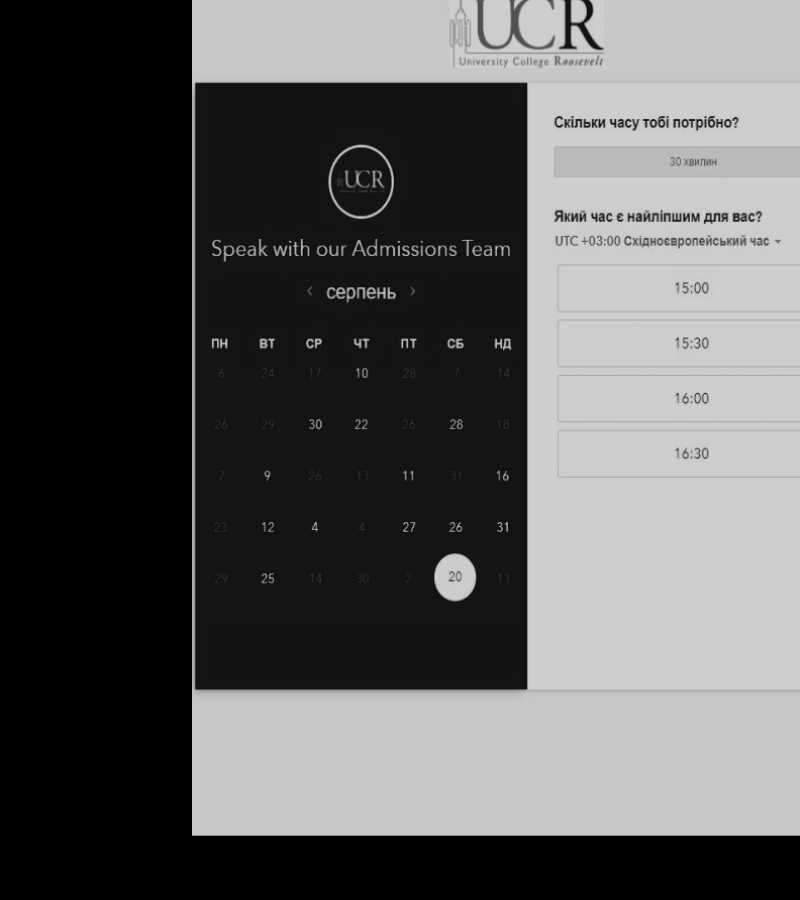 UCR
University College Roosevelt
UCR
Speak with our Admissions Team
‹ серпень ›
ПН ВТ СР ЧТ ПТ СБ НД
6 24 17 10 28 7 14
26 29 30 22 26 28 18
7 9 26 13 11 31 16
23 12 4 4 27 26 31
29 25 14 30 2 20 13
Скільки часу тобі потрібно?
30 хвилин
Який час є найліпшим для вас?
UTC +03:00 Східноєвропейський час
15:00
15:30
16:00
16:30